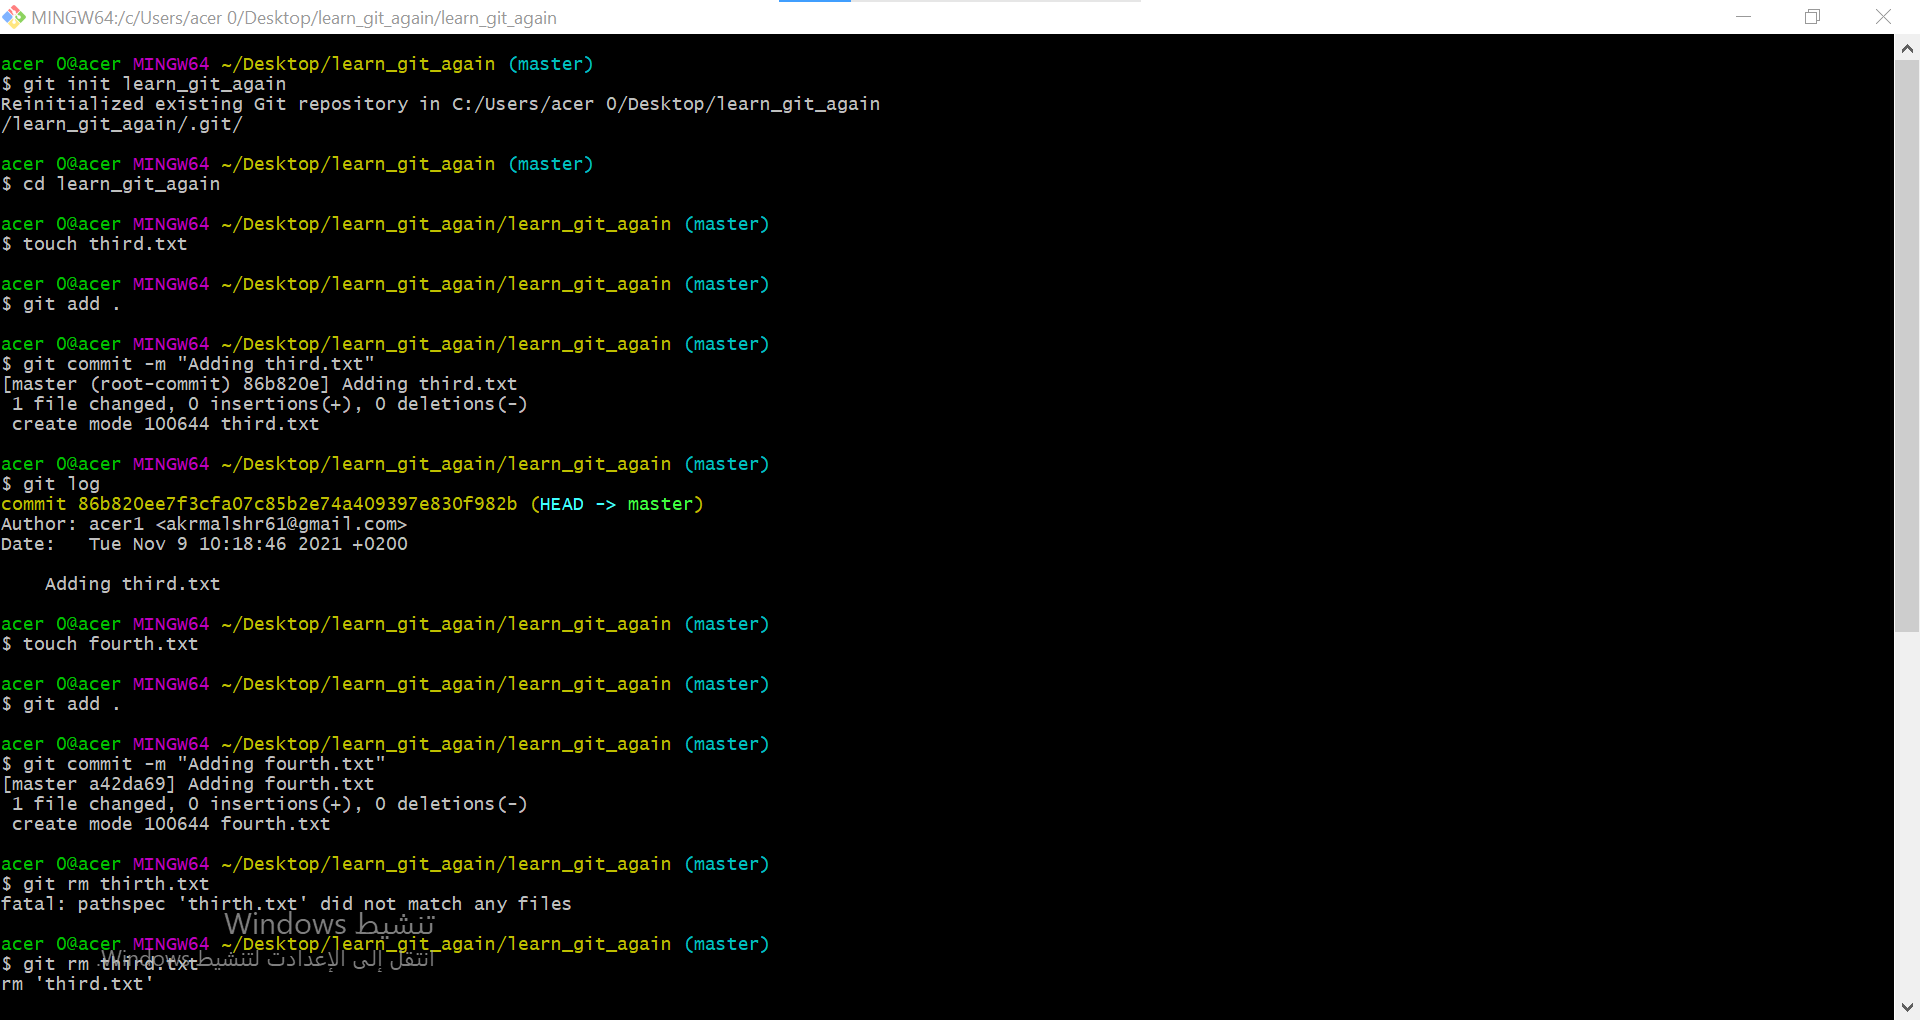 MINGW64:/c/Users/acer 0/Desktop/learn_git_again/learn_git_again
acer 0@acer MINGW64 ~/Desktop/learn_git_again (master)
$ git init learn_git_again
Reinitialized existing Git repository in C:/Users/acer 0/Desktop/learn_git_again
/learn_git_again/.git/
acer 0@acer MINGW64 ~/Desktop/learn_git_again (master)
$ cd learn_git_again
acer 0@acer MINGW64 ~/Desktop/learn_git_again/learn_git_again (master)
$ touch third.txt
acer 0@acer MINGW64 ~/Desktop/learn_git_again/learn_git_again (master)
$ git add .
acer 0@acer MINGW64 ~/Desktop/learn_git_again/learn_git_again (master)
$ git commit -m "Adding third.txt"
[master (root-commit) 86b820e] Adding third.txt
 1 file changed, 0 insertions(+), 0 deletions(-)
 create mode 100644 third.txt
acer 0@acer MINGW64 ~/Desktop/learn_git_again/learn_git_again (master)
$ git log
commit 86b820ee7f3cfa07c85b2e74a409397e830f982b (HEAD -> master)
Author: acer1 <akrmalshr61@gmail.com>
Date:   Tue Nov 9 10:18:46 2021 +0200
    Adding third.txt
acer 0@acer MINGW64 ~/Desktop/learn_git_again/learn_git_again (master)
$ touch fourth.txt
acer 0@acer MINGW64 ~/Desktop/learn_git_again/learn_git_again (master)
$ git add .
acer 0@acer MINGW64 ~/Desktop/learn_git_again/learn_git_again (master)
$ git commit -m "Adding fourth.txt"
[master a42da69] Adding fourth.txt
 1 file changed, 0 insertions(+), 0 deletions(-)
 create mode 100644 fourth.txt
acer 0@acer MINGW64 ~/Desktop/learn_git_again/learn_git_again (master)
$ git rm thirth.txt
fatal: pathspec 'thirth.txt' did not match any files
تنشيط Windows
acer 0@acer MINGW64 ~/Desktop/learn_git_again/learn_git_again (master)
انتقل إلى الإعدادت لتنشيط Windows.
$ git rm third.txt
rm 'third.txt'